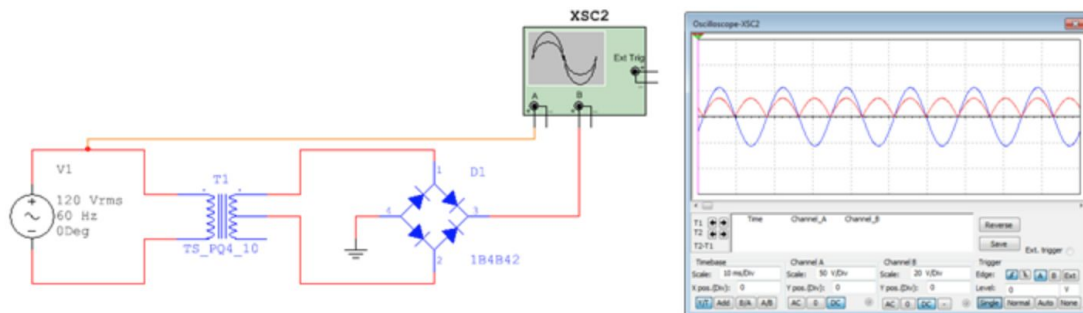 XSC2
Ext Trig
A
B
V1
120 Vrms
60 Hz
0Deg
T1
TS_PQ4_10
D1
1
4
3
2
1B4B42
Oscilloscope-XSC2
Time Channel_A Channel_B
T1
T2
T2-T1
Reverse
Save
Ext. trigger
Timebase Channel A Channel B Trigger
Scale: 10 ms/Div Scale: 50 V/Div Scale: 20 V/Div Edge: A B Ext
X pos.(Div): 0 Y pos.(Div): 0 Y pos.(Div): 0 Level: 0 V
Y/T Add B/A A/B AC 0 DC AC 0 DC - Single Normal Auto None